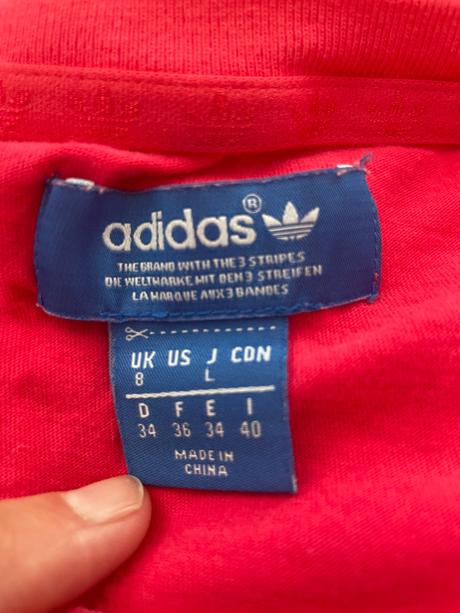 adidas®
THE BRAND WITH THE 3 STRIPES
DIE WELTMARKE MIT DEN 3 STREIFEN
LA MARQUE AUX 3 BANDES
UK US J CDN
8 L
D F E I
34 36 34 40
MADE IN
CHINA